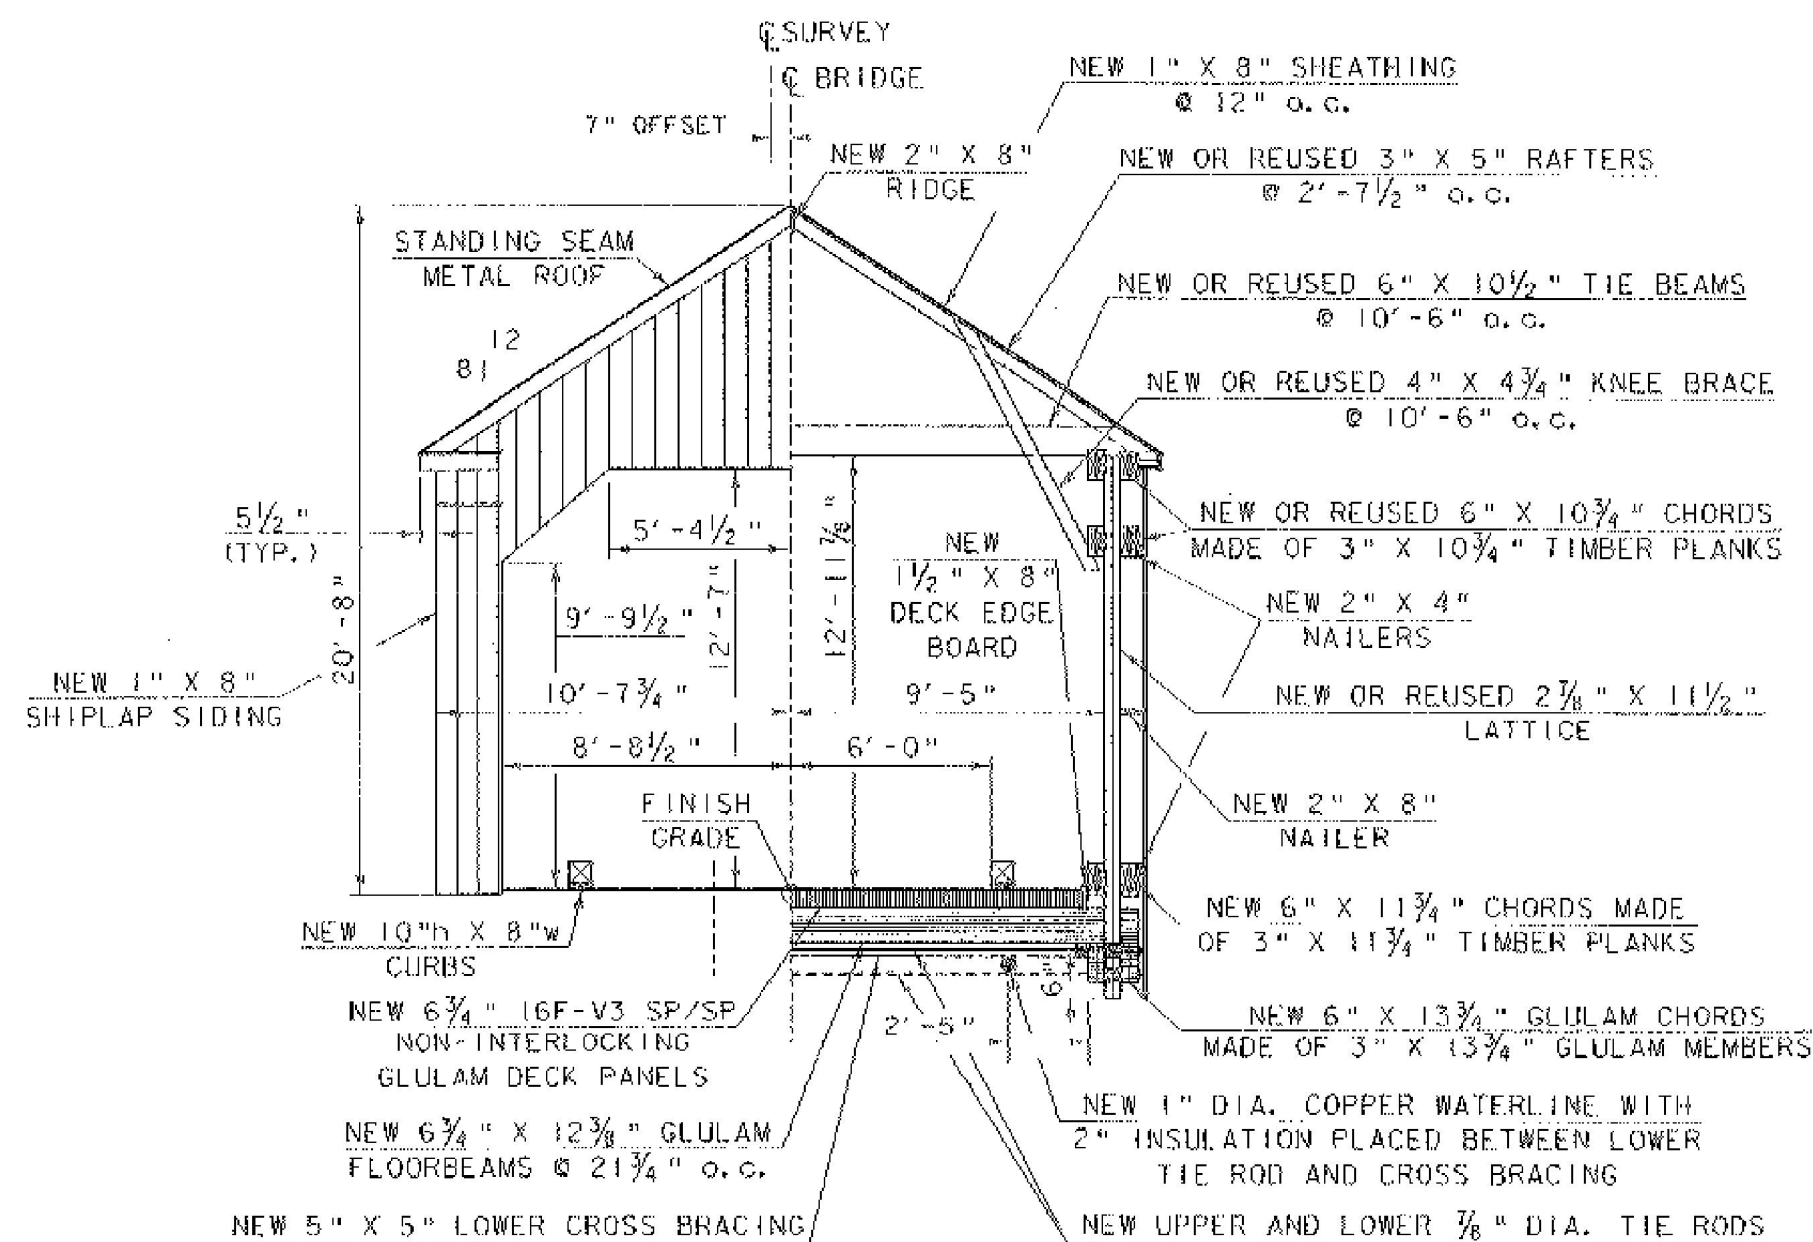 ℄ SURVEY
℄ BRIDGE
7" OFFSET
NEW 1" X 8" SHEATHING
@ 12" o.c.
NEW 2" X 8"
RIDGE
NEW OR REUSED 3" X 5" RAFTERS
@ 2'-7½" o.c.
STANDING SEAM
METAL ROOF
NEW OR REUSED 6" X 10½" TIE BEAMS
@ 10'-6" o.c.
12
8
NEW OR REUSED 4" X 4¾" KNEE BRACE
@ 10'-6" o.c.
5½"
(TYP.)
5'-4½"
12'-11⅞"
NEW
1½" X 8"
DECK EDGE
BOARD
NEW OR REUSED 6" X 10¾" CHORDS
MADE OF 3" X 10¾" TIMBER PLANKS
20'-8"
9'-9½"
12'-7"
NEW 2" X 4"
NAILERS
NEW 1" X 8"
SHIPLAP SIDING
10'-7¾"
9'-5"
NEW OR REUSED 2⅞" X 11½"
LATTICE
8'-8½"
6'-0"
FINISH
GRADE
NEW 2" X 8"
NAILER
NEW 10"h X 8"w
CURBS
NEW 6" X 11¾" CHORDS MADE
OF 3" X 11¾" TIMBER PLANKS
6"
NEW 6¾" 16F-V3 SP/SP
NON-INTERLOCKING
GLULAM DECK PANELS
NEW 6" X 13¾" GLULAM CHORDS
MADE OF 3" X 13¾" GLULAM MEMBERS
NEW 6¾" X 12⅜" GLULAM
FLOORBEAMS @ 21¾" o.c.
NEW 1" DIA. COPPER WATERLINE WITH
2" INSULATION PLACED BETWEEN LOWER
TIE ROD AND CROSS BRACING
NEW 5" X 5" LOWER CROSS BRACING
NEW UPPER AND LOWER ⅞" DIA. TIE RODS